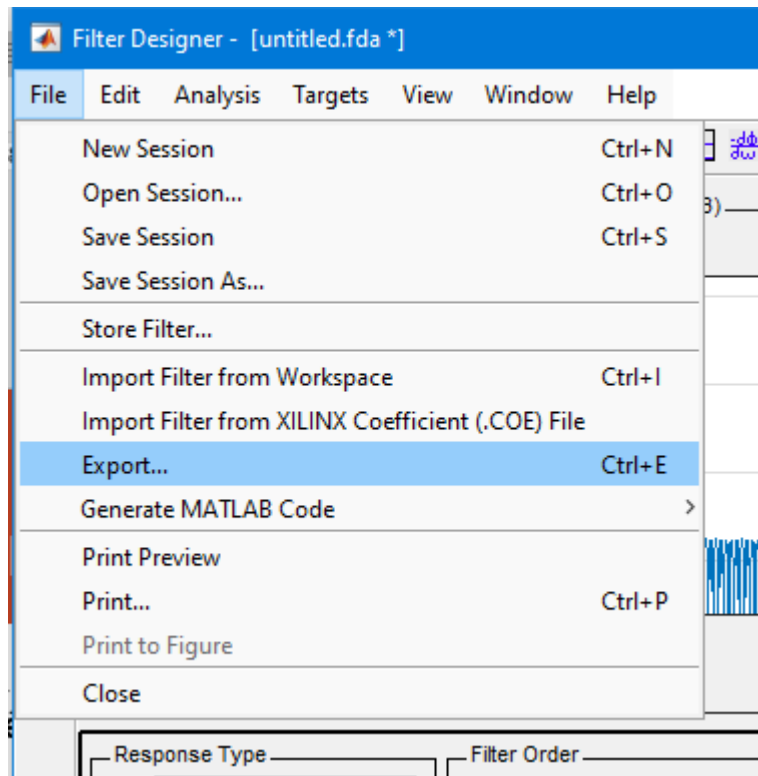 Filter Designer - [untitled.fda *]
File Edit Analysis Targets View Window Help
New Session Ctrl+N
Open Session... Ctrl+O
Save Session Ctrl+S
Save Session As...
Store Filter...
Import Filter from Workspace Ctrl+I
Import Filter from XILINX Coefficient (.COE) File
Export... Ctrl+E
Generate MATLAB Code
Print Preview
Print... Ctrl+P
Print to Figure
Close
Response Type Filter Order